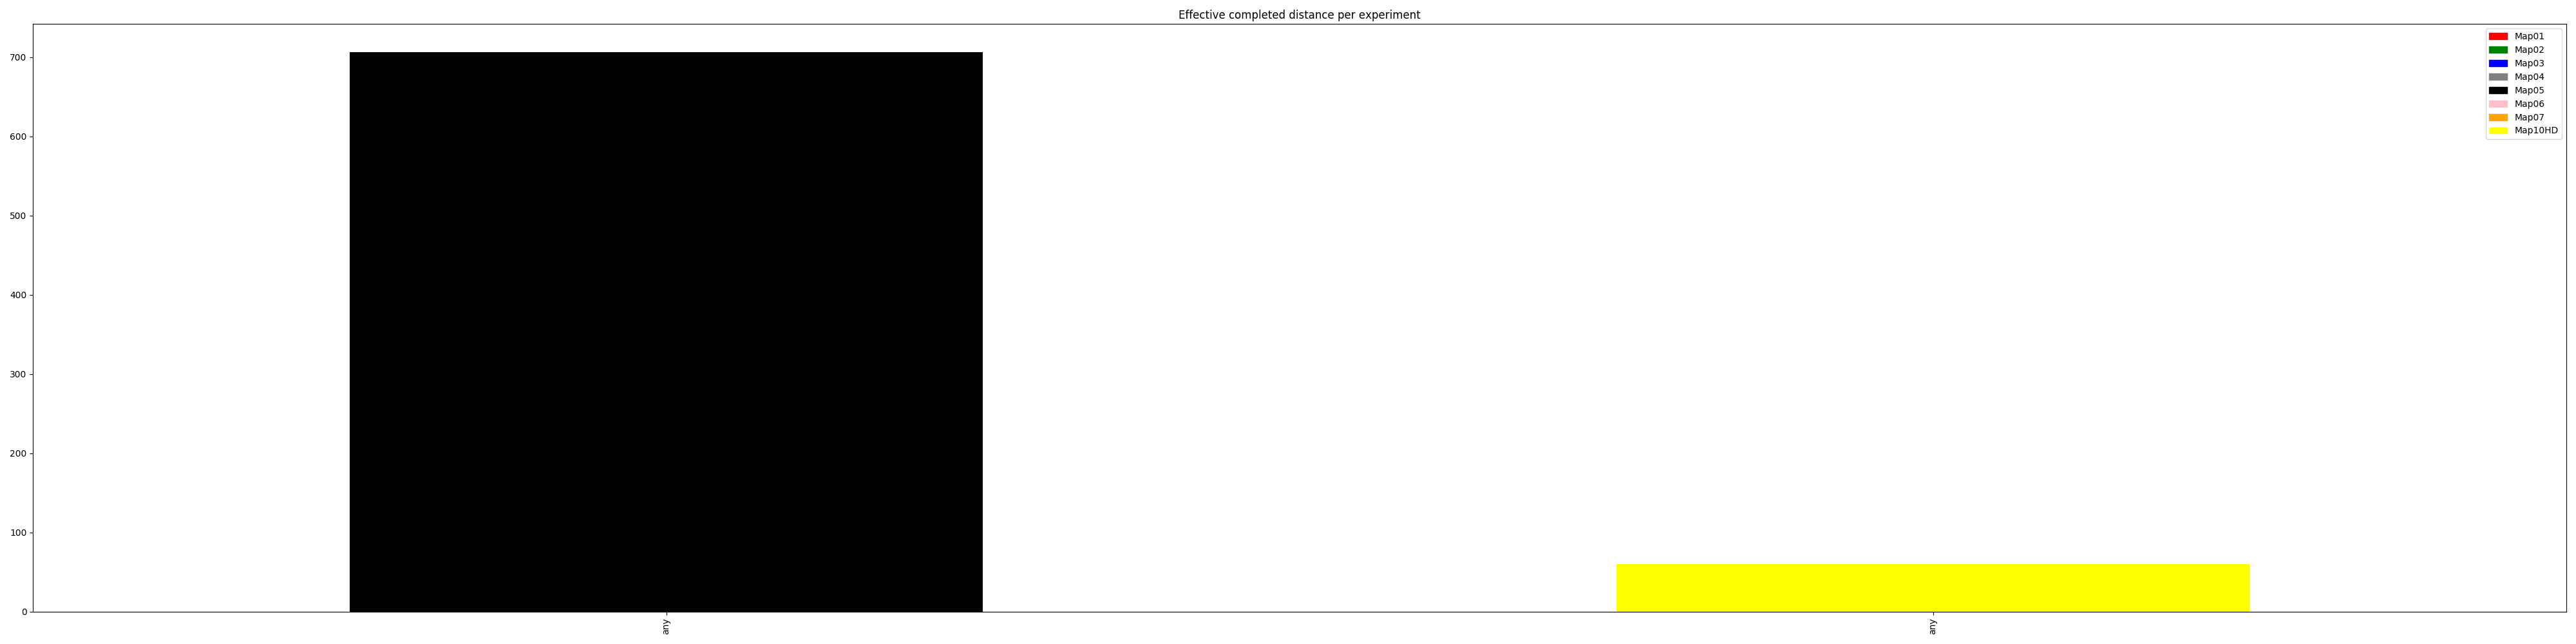 Effective completed distance per experiment
700
600
500
400
300
200
100
0
any
any
Map01
Map02
Map03
Map04
Map05
Map06
Map07
Map10HD